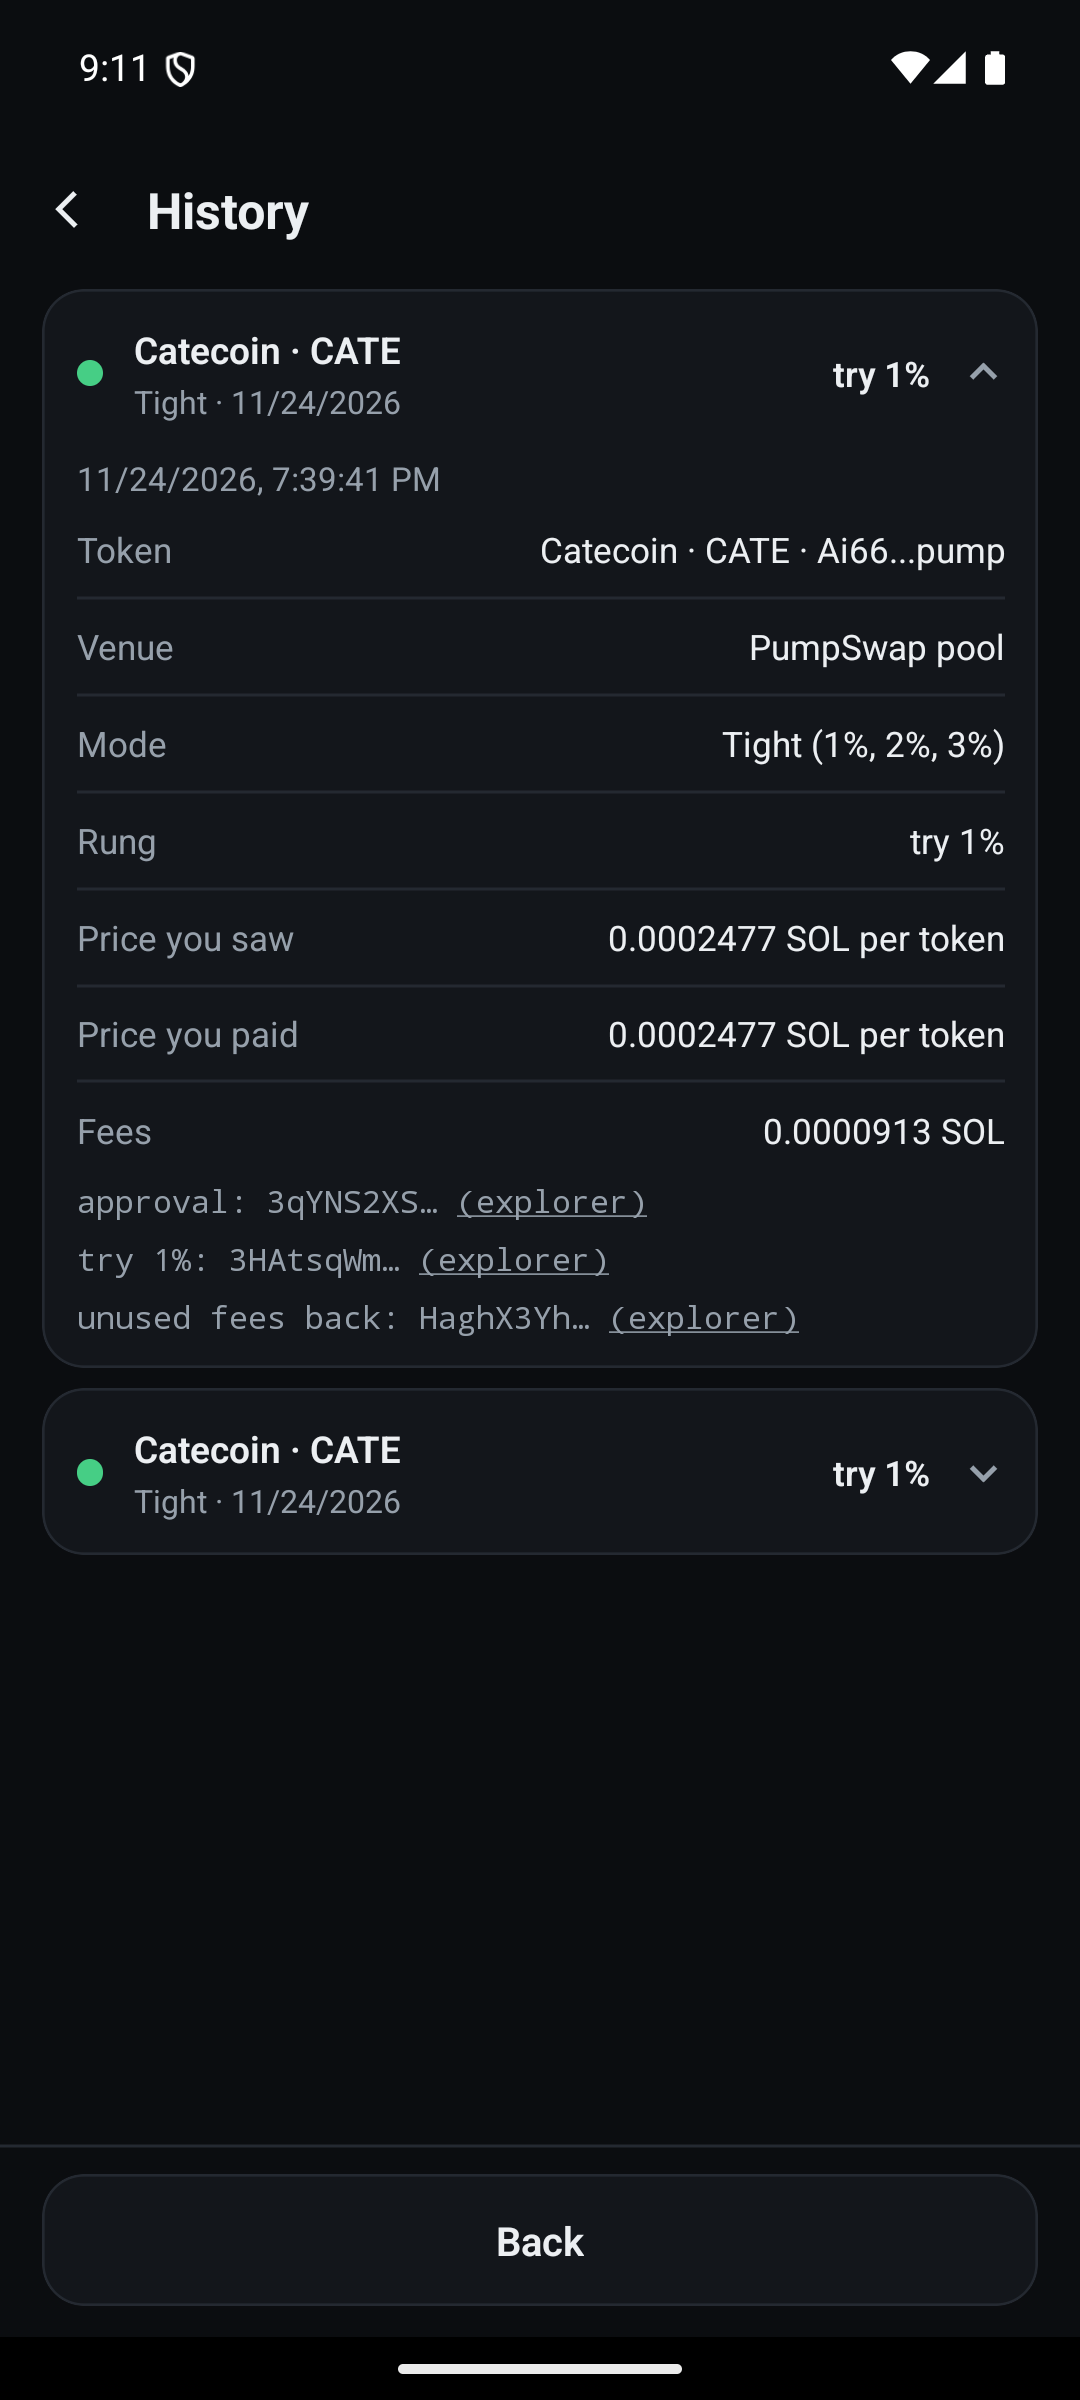 9:11
History
Catecoin · CATE
Tight · 11/24/2026
try 1%
11/24/2026, 7:39:41 PM
Token Catecoin · CATE · Ai66...pump
Venue PumpSwap pool
Mode Tight (1%, 2%, 3%)
Rung try 1%
Price you saw 0.0002477 SOL per token
Price you paid 0.0002477 SOL per token
Fees 0.0000913 SOL
approval: 3qYNS2XS… (explorer)
try 1%: 3HAtsqWm… (explorer)
unused fees back: HaghX3Yh… (explorer)
Catecoin · CATE
Tight · 11/24/2026
try 1%
Back